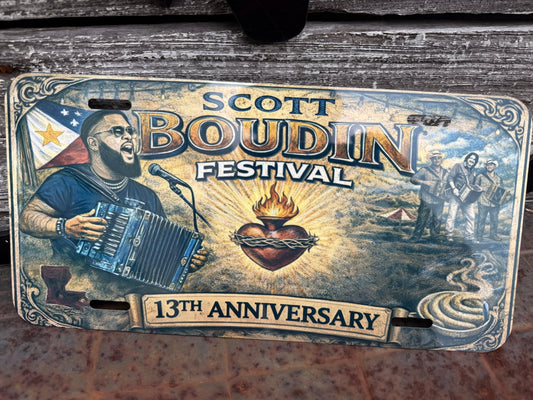 SCOTT
BOUDIN
FESTIVAL
13TH ANNIVERSARY